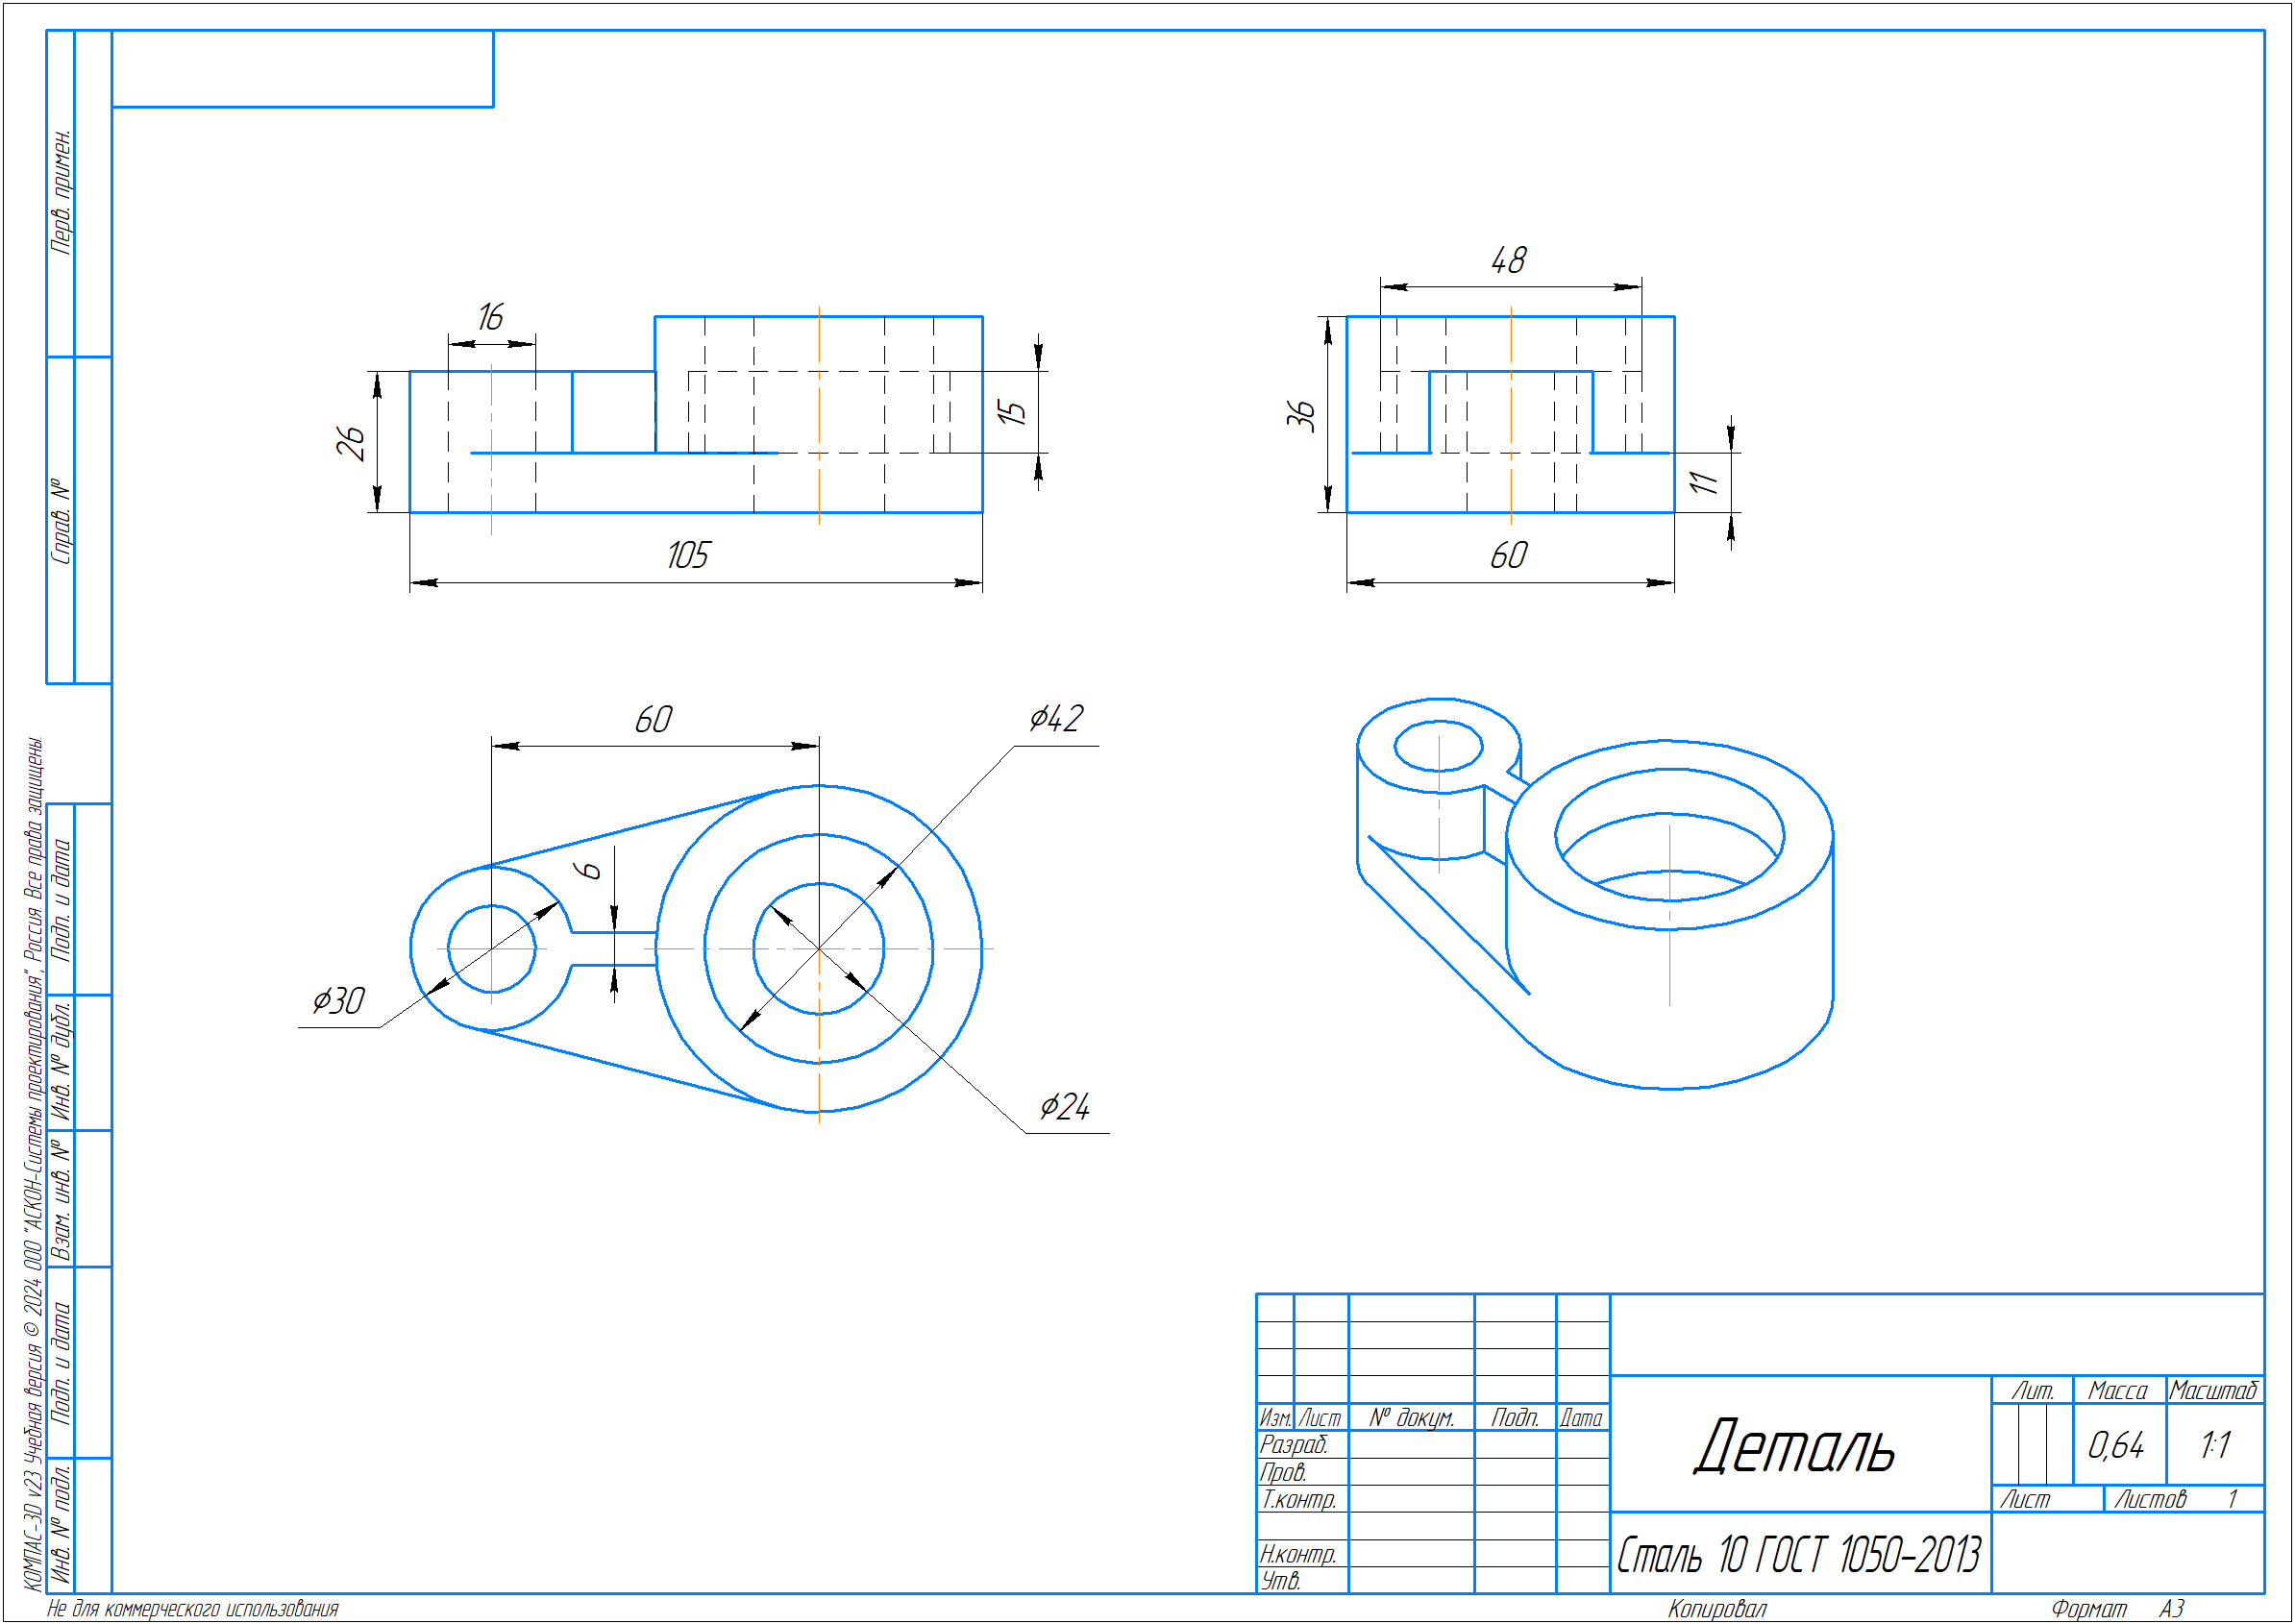 Перв. примен.
Справ. №
Подп. и дата
Инв. № дубл.
Взам. инв. №
Подп. и дата
Инв. № подл.
КОМПАС-3D v23 Учебная версия © 2024 ООО "АСКОН-Системы проектирования", Россия. Все права защищены.
16
26
15
105
48
36
11
60
60
⌀42
6
⌀30
⌀24
Изм. Лист № докум. Подп. Дата
Разраб.
Пров.
Т.контр.
Н.контр.
Утв.
Деталь
Сталь 10 ГОСТ 1050-2013
Лит. Масса Масштаб
0,64 1:1
Лист Листов 1
Не для коммерческого использования
Копировал
Формат А3